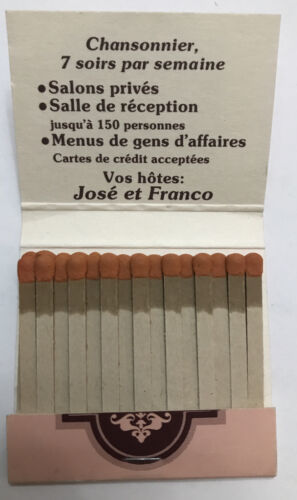 Chansonnier,
7 soirs par semaine
•Salons privés
•Salle de réception
jusqu'à 150 personnes
•Menus de gens d'affaires
Cartes de crédit acceptées
Vos hôtes:
José et Franco